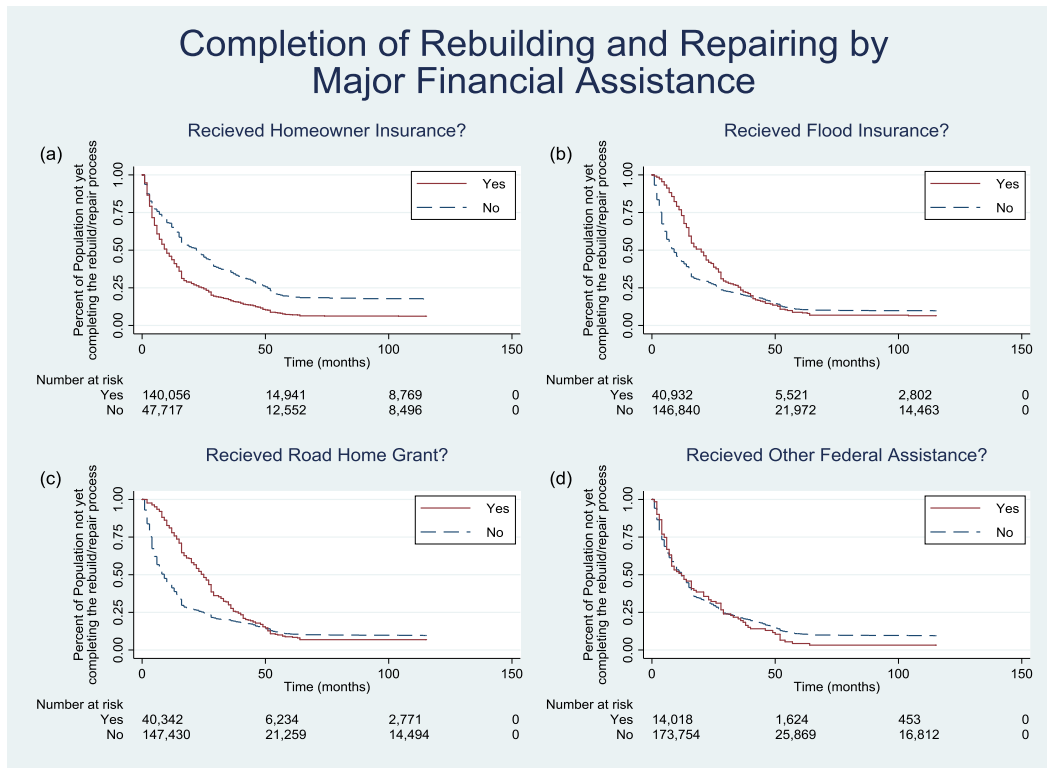 Completion of Rebuilding and Repairing by
Major Financial Assistance
Recieved Homeowner Insurance?
(a)
Percent of Population not yet
completing the rebuild/repair process
1.00
0.75
0.50
0.25
0.00
Yes
No
0 50 100 150
Time (months)
Number at risk
Yes 140,056 14,941 8,769 0
No 47,717 12,552 8,496 0
Recieved Flood Insurance?
(b)
Percent of Population not yet
completing the rebuild/repair process
1.00
0.75
0.50
0.25
0.00
Yes
No
0 50 100 150
Time (months)
Number at risk
Yes 40,932 5,521 2,802 0
No 146,840 21,972 14,463 0
Recieved Road Home Grant?
(c)
Percent of Population not yet
completing the rebuild/repair process
1.00
0.75
0.50
0.25
0.00
Yes
No
0 50 100 150
Time (months)
Number at risk
Yes 40,342 6,234 2,771 0
No 147,430 21,259 14,494 0
Recieved Other Federal Assistance?
(d)
Percent of Population not yet
completing the rebuild/repair process
1.00
0.75
0.50
0.25
0.00
Yes
No
0 50 100 150
Time (months)
Number at risk
Yes 14,018 1,624 453 0
No 173,754 25,869 16,812 0